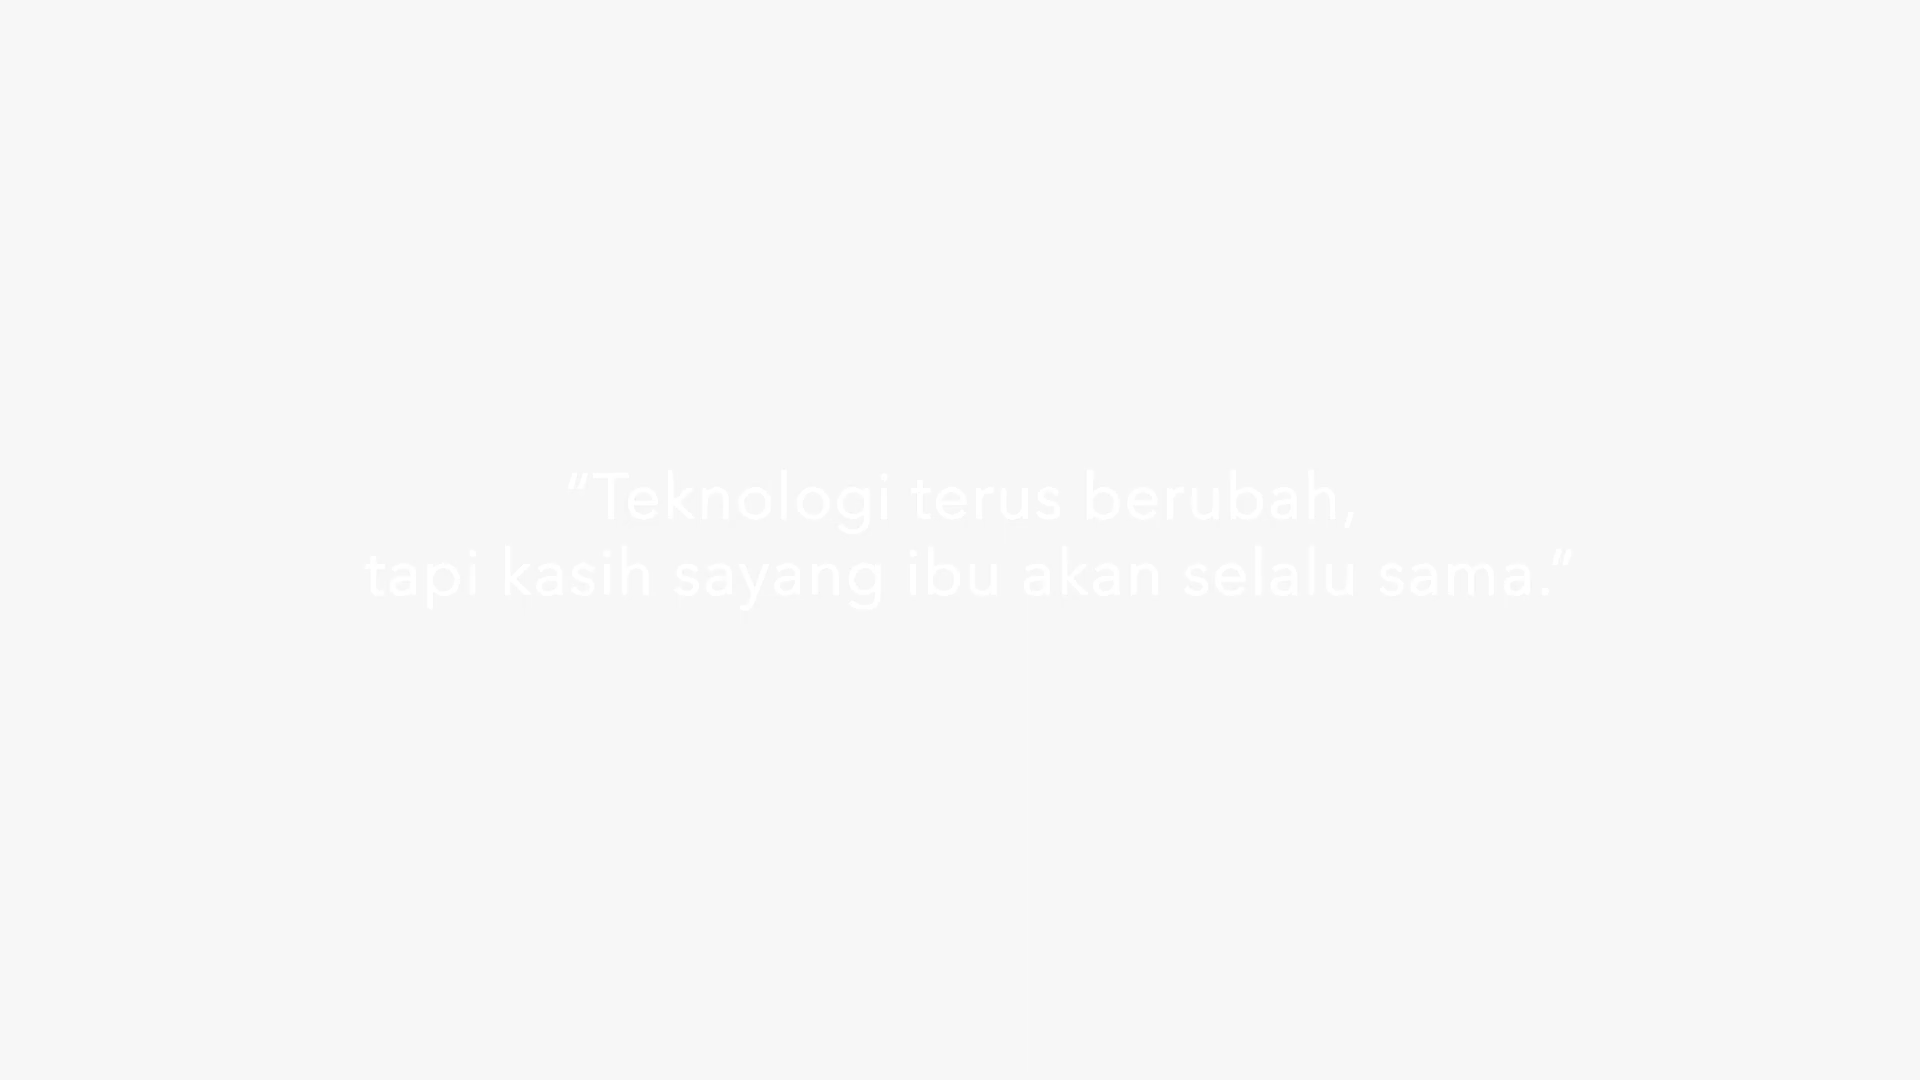 “Teknologi terus berubah,
tapi kasih sayang ibu akan selalu sama.”